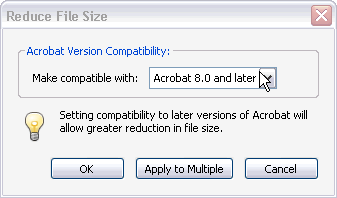 Reduce File Size
Acrobat Version Compatibility:
Make compatible with: Acrobat 8.0 and later
Setting compatibility to later versions of Acrobat will
allow greater reduction in file size.
OK Apply to Multiple Cancel